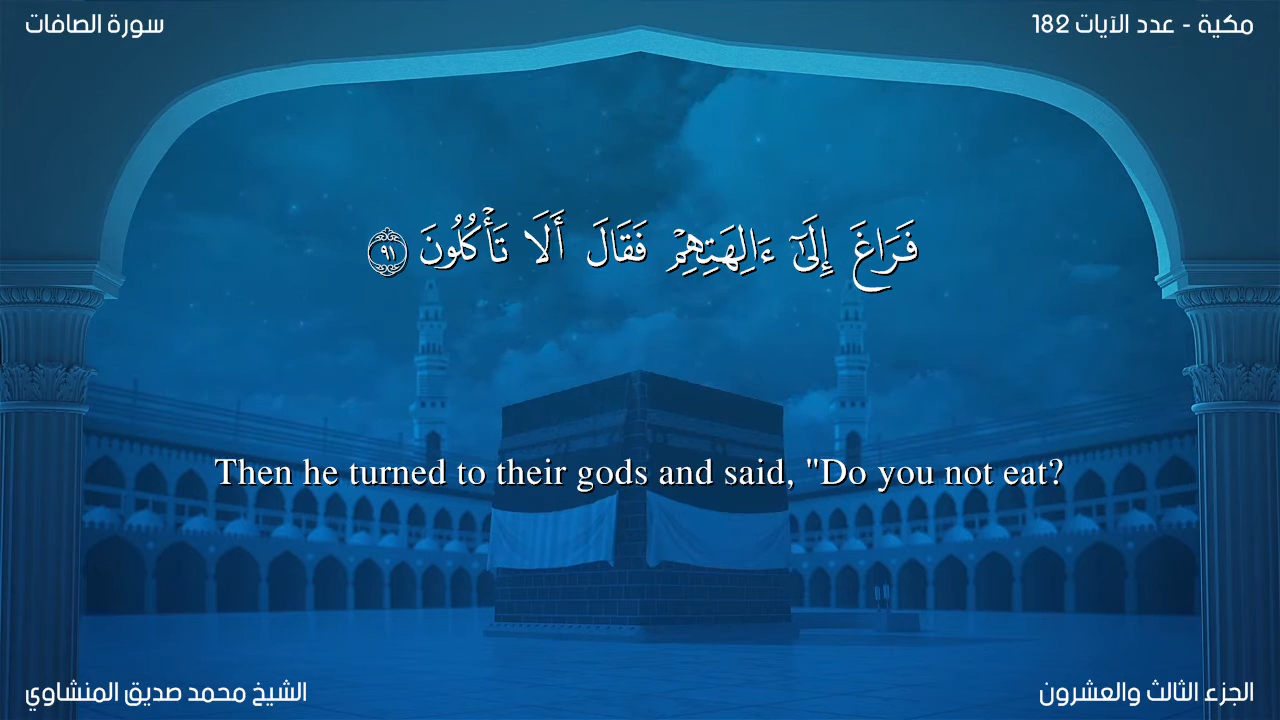 مكية - عدد الآيات 182
سورة الصافات
فَرَاغَ إِلَىٰٓ ءَالِهَتِهِمْ فَقَالَ أَلَا تَأْكُلُونَ ٩١
Then he turned to their gods and said, "Do you not eat?
الجزء الثالث والعشرون
الشيخ محمد صديق المنشاوي